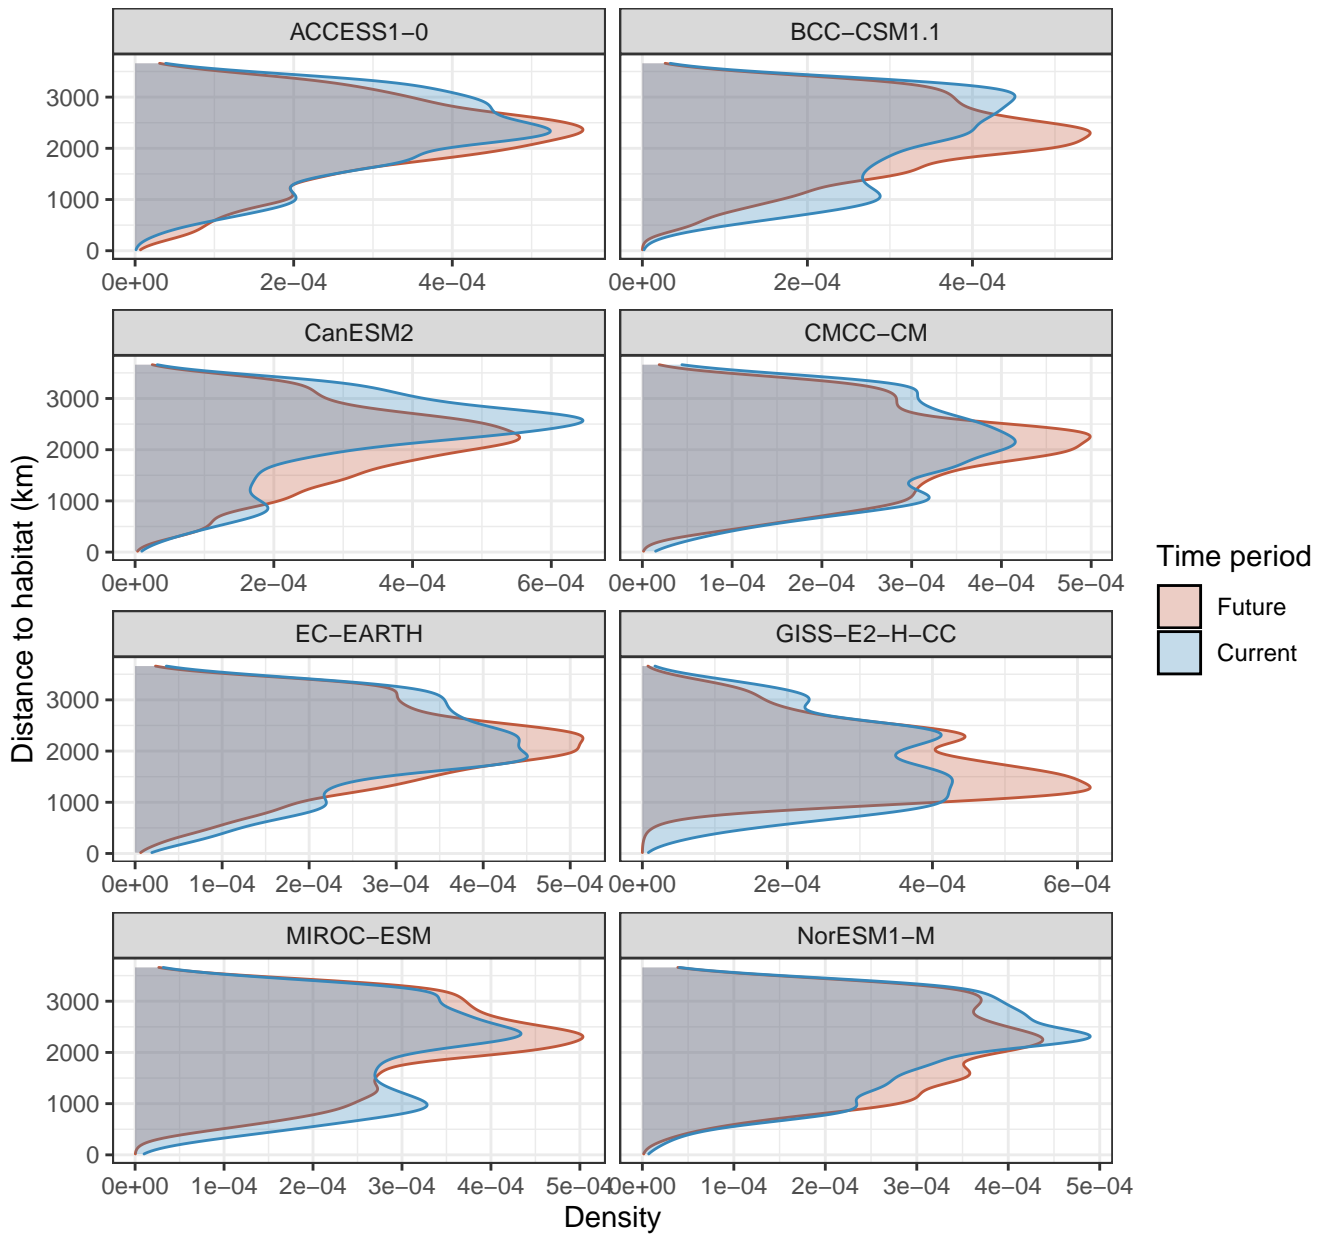 ACCESS1−0
BCC−CSM1.1
3000
2000
1000
0
0e+00 2e−04 4e−04
0e+00 2e−04 4e−04
CanESM2
CMCC−CM
3000
2000
1000
0
0e+00 2e−04 4e−04 6e−04
0e+00 1e−04 2e−04 3e−04 4e−04 5e−04
EC−EARTH
GISS−E2−H−CC
3000
2000
1000
0
0e+00 1e−04 2e−04 3e−04 4e−04 5e−04
0e+00 2e−04 4e−04 6e−04
MIROC−ESM
NorESM1−M
3000
2000
1000
0
0e+00 1e−04 2e−04 3e−04 4e−04 5e−04
0e+00 1e−04 2e−04 3e−04 4e−04 5e−04
Density
Distance to habitat (km)
Time period
Future
Current